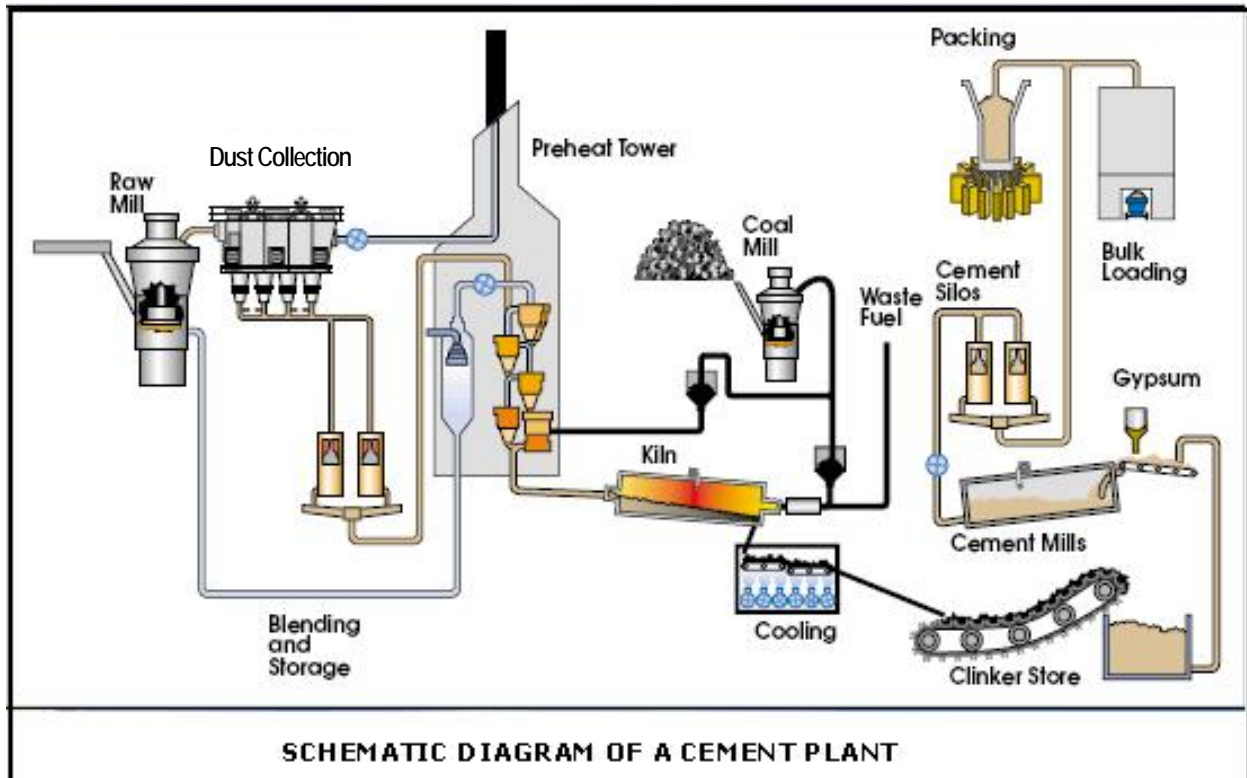 Packing
Dust Collection
Preheat Tower
Raw
Mill
Coal
Mill
Bulk
Loading
Cement
Silos
Waste
Fuel
Gypsum
Kiln
Cement Mills
Blending
and
Storage
Cooling
Clinker Store
SCHEMATIC DIAGRAM OF A CEMENT PLANT